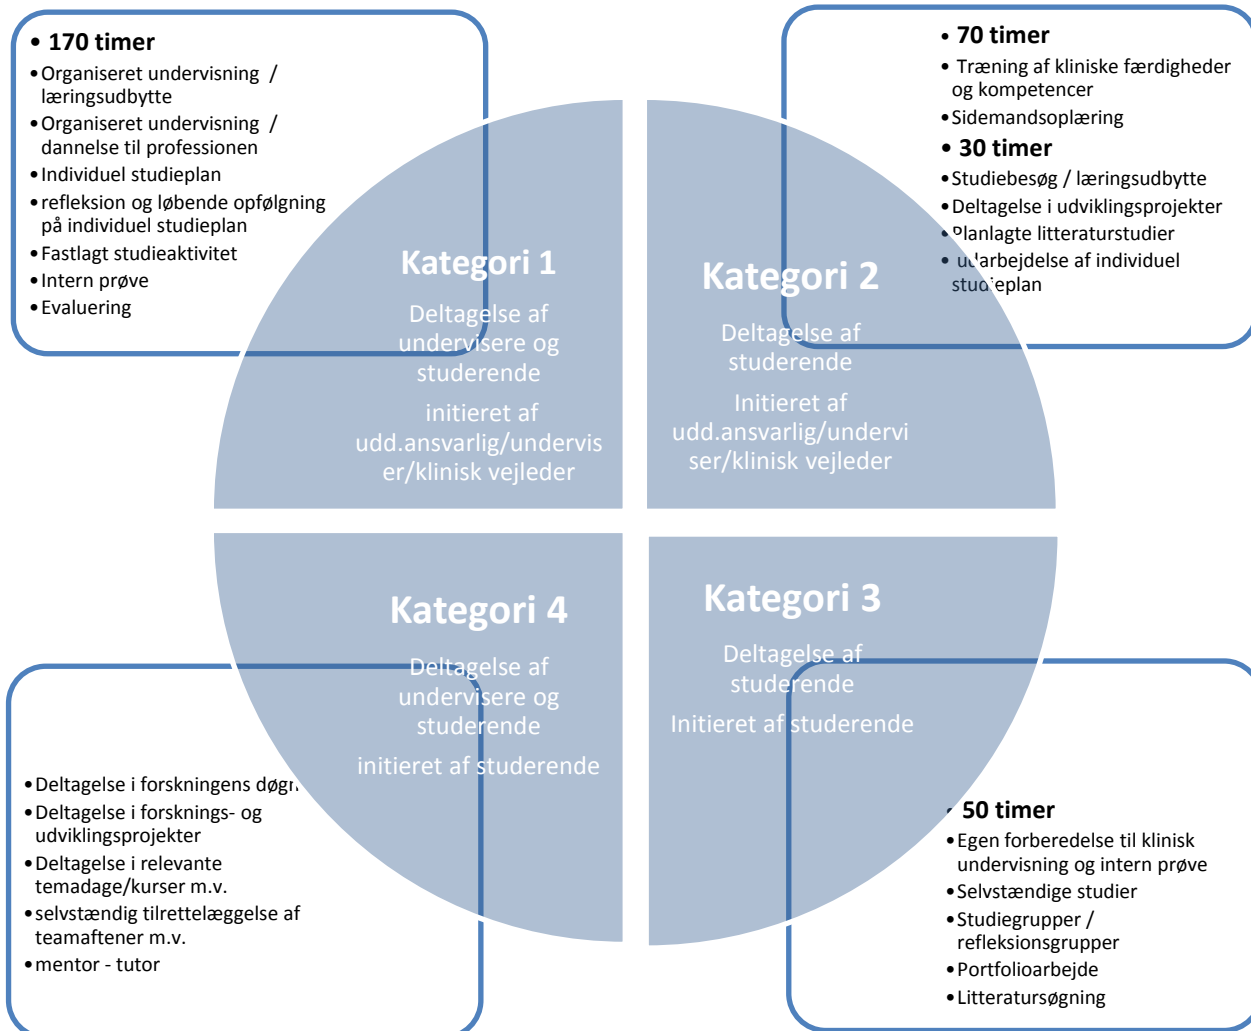 • 170 timer
•Organiseret undervisning /
læringsudbytte
•Organiseret undervisning /
dannelse til professionen
•Individuel studieplan
•refleksion og løbende opfølgning
på individuel studieplan
•Fastlagt studieaktivitet
•Intern prøve
•Evaluering
Kategori 1
Deltagelse af
undervisere og
studerende
initieret af
udd.ansvarlig/undervis
er/klinisk vejleder
• 70 timer
• Træning af kliniske færdigheder
og kompetencer
•Sidemandsoplæring
• 30 timer
•Studiebesøg / læringsudbytte
•Deltagelse i udviklingsprojekter
•Planlagte litteraturstudier
• udarbejdelse af individuel
studieplan
Kategori 2
Deltagelse af
studerende
Initieret af
udd.ansvarlig/undervi
ser/klinisk vejleder
Kategori 4
Deltagelse af
undervisere og
studerende
initieret af studerende
•Deltagelse i forskningens døgn
•Deltagelse i forsknings- og
udviklingsprojekter
•Deltagelse i relevante
temadage/kurser m.v.
•selvstændig tilrettelæggelse af
teamaftener m.v.
•mentor - tutor
Kategori 3
Deltagelse af
studerende
Initieret af studerende
• 50 timer
•Egen forberedelse til klinisk
undervisning og intern prøve
•Selvstændige studier
•Studiegrupper /
refleksionsgrupper
•Portfolioarbejde
•Litteratursøgning